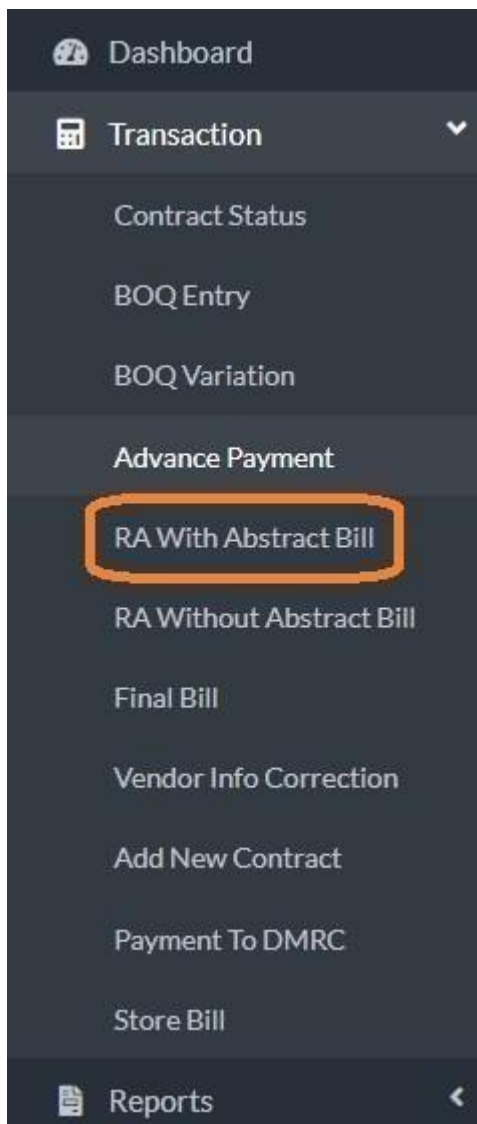 Dashboard
Transaction
Contract Status
BOQ Entry
BOQ Variation
Advance Payment
RA With Abstract Bill
RA Without Abstract Bill
Final Bill
Vendor Info Correction
Add New Contract
Payment To DMRC
Store Bill
Reports